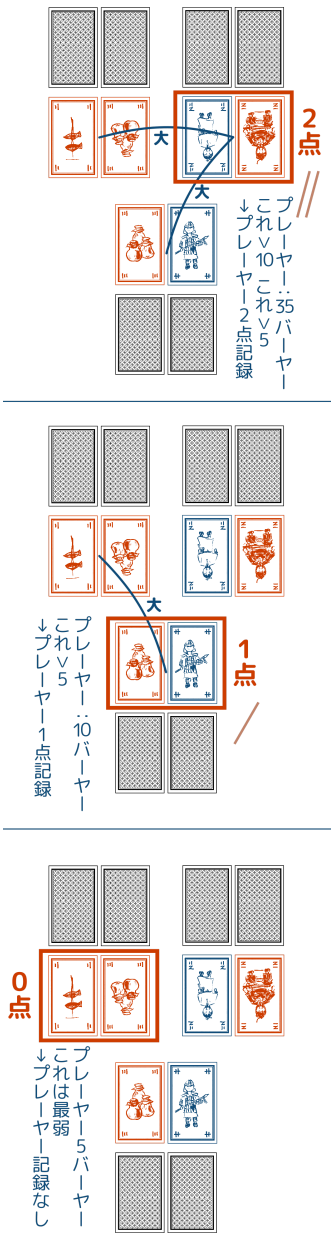 2点
大
大
プレーヤー:35バーヤー
これ>10 これ>5
→プレーヤー2点記録
1点
大
プレーヤー:10バーヤー
これ>5
→プレーヤー1点記録
0点
プレーヤー5バーヤー
これは最弱
→プレーヤー記録なし